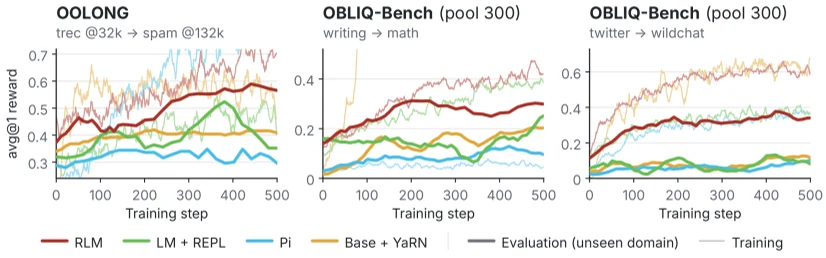 OOLONG
trec @32k → spam @132k
OBLIQ-Bench (pool 300)
writing → math
OBLIQ-Bench (pool 300)
twitter → wildchat
avg@1 reward
0.7
0.6
0.5
0.4
0.3
0 100 200 300 400 500
Training step
0.4
0.2
0
0 100 200 300 400 500
Training step
0.6
0.4
0.2
0
0 100 200 300 400 500
Training step
RLM LM + REPL Pi Base + YaRN Evaluation (unseen domain) Training